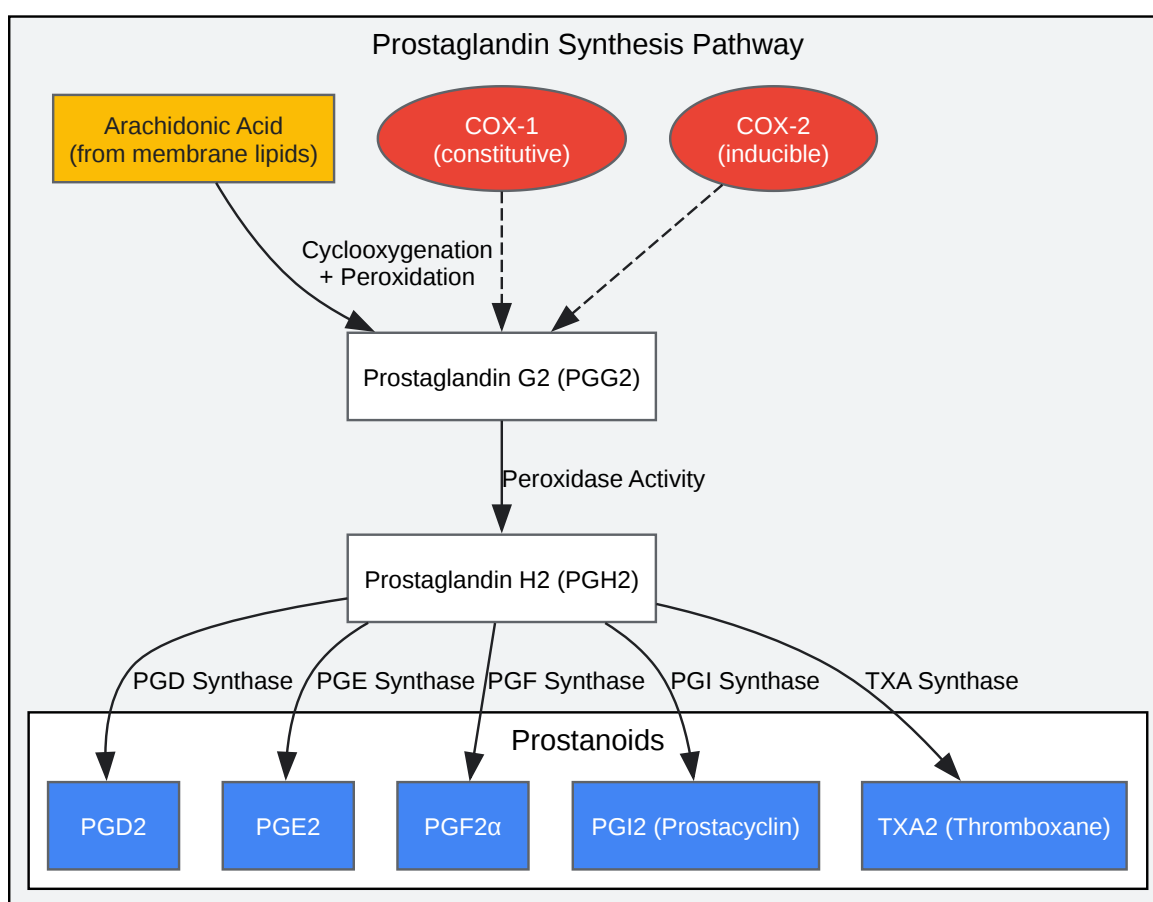 Prostaglandin Synthesis Pathway
Arachidonic Acid
(from membrane lipids)
COX-1
(constitutive)
COX-2
(inducible)
Cyclooxygenation
+ Peroxidation
Prostaglandin G2 (PGG2)
Peroxidase Activity
Prostaglandin H2 (PGH2)
PGD Synthase
PGE Synthase
PGF Synthase
PGI Synthase
TXA Synthase
Prostanoids
PGD2
PGE2
PGF2α
PGI2 (Prostacyclin)
TXA2 (Thromboxane)